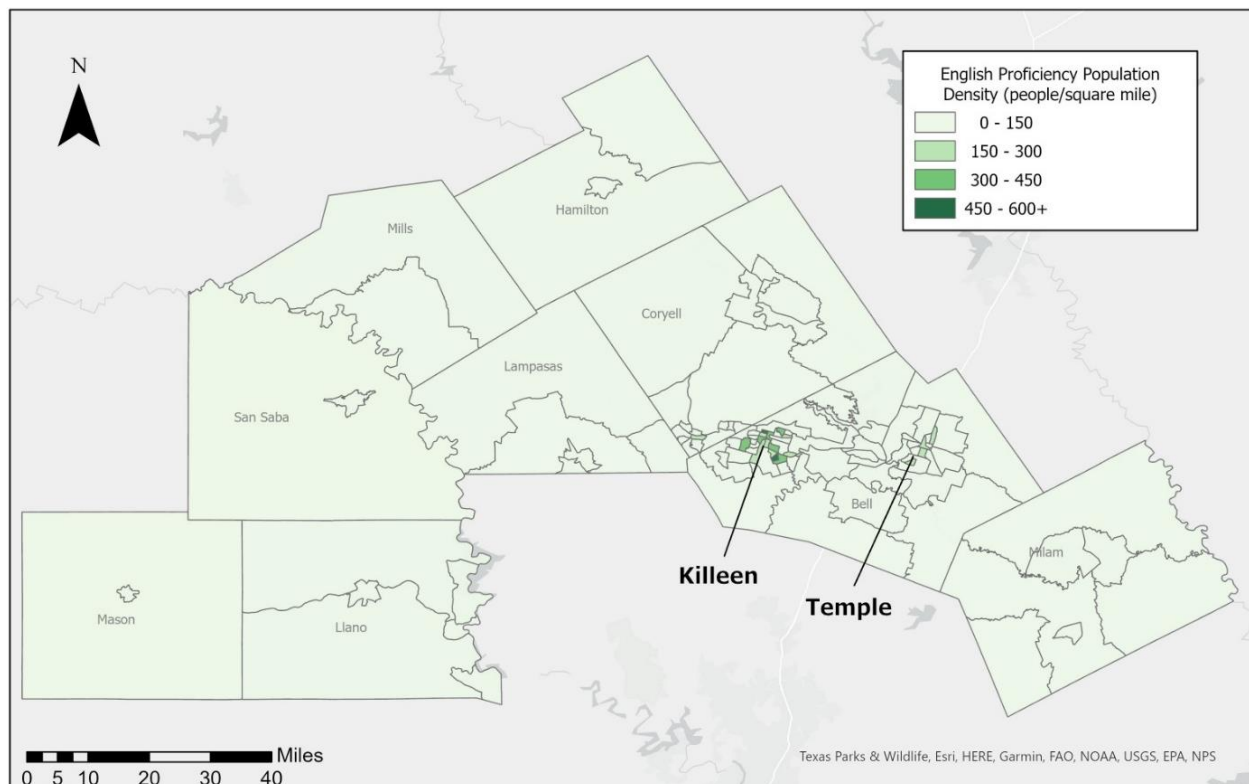 N
English Proficiency Population
Density (people/square mile)
0 - 150
150 - 300
300 - 450
450 - 600+
Hamilton
Mills
Coryell
Lampasas
San Saba
Bell
Milam
Killeen
Temple
Mason
Llano
Miles
0 5 10 20 30 40
Texas Parks & Wildlife, Esri, HERE, Garmin, FAO, NOAA, USGS, EPA, NPS